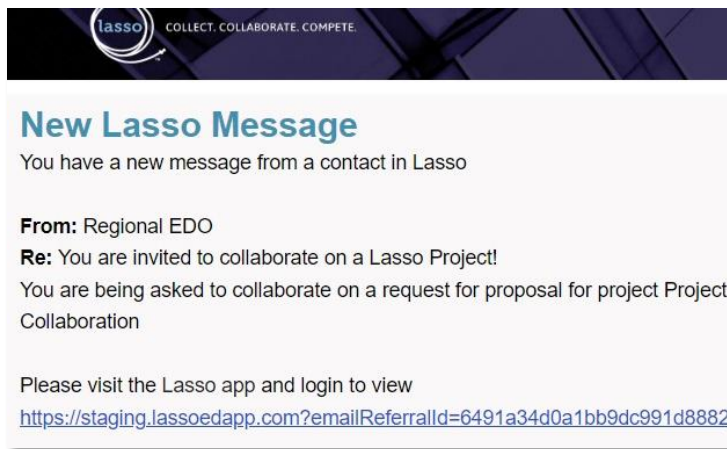 lasso COLLECT. COLLABORATE. COMPETE.
New Lasso Message
You have a new message from a contact in Lasso
From: Regional EDO
Re: You are invited to collaborate on a Lasso Project!
You are being asked to collaborate on a request for proposal for project Project
Collaboration
Please visit the Lasso app and login to view
https://staging.lassoedapp.com?emailReferralId=6491a34d0a1bb9dc991d8882